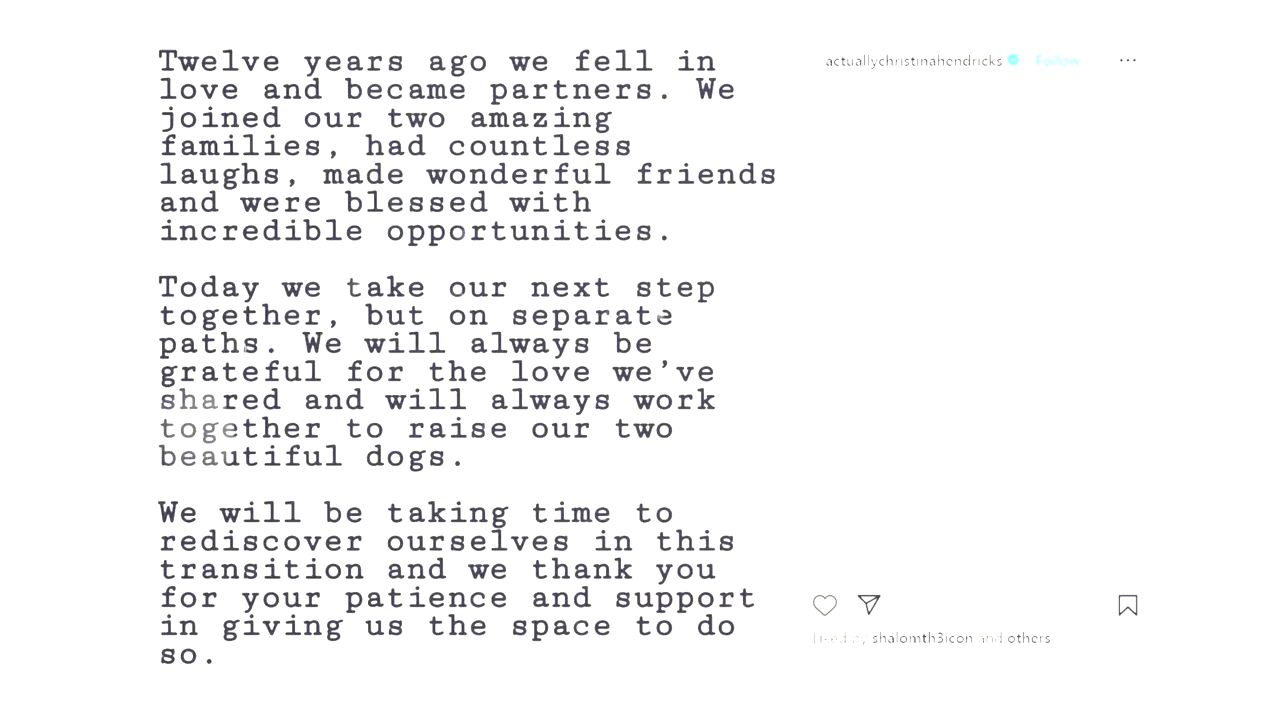 Twelve years ago we fell in
love and became partners. We
joined our two amazing
families, had countless
laughs, made wonderful friends
and were blessed with
incredible opportunities.
Today we take our next step
together, but on separate
paths. We will always be
grateful for the love we've
shared and will always work
together to raise our two
beautiful dogs.
We will be taking time to
rediscover ourselves in this
transition and we thank you
for your patience and support
in giving us the space to do
so.
actuallychristinahendricks Follow ...
Liked by shalomth3icon and others